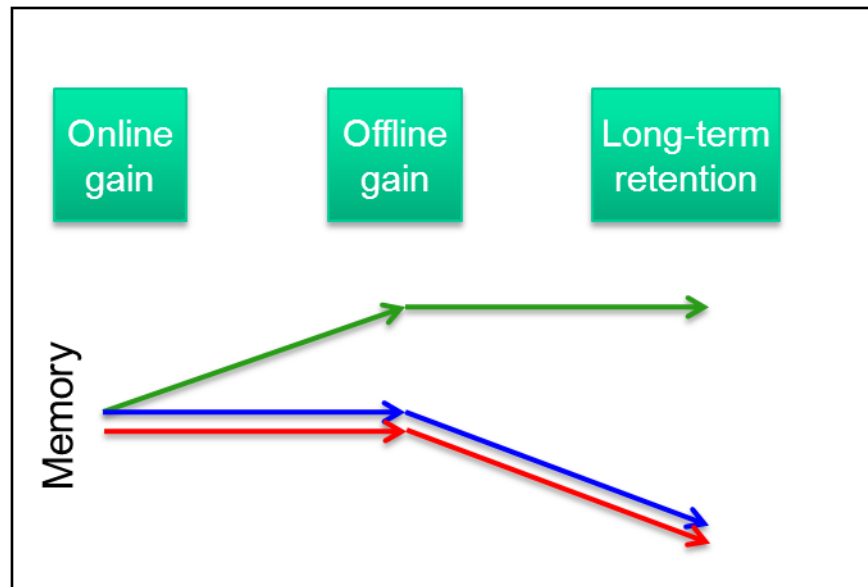 Online
gain
Offline
gain
Long-term
retention
Memory